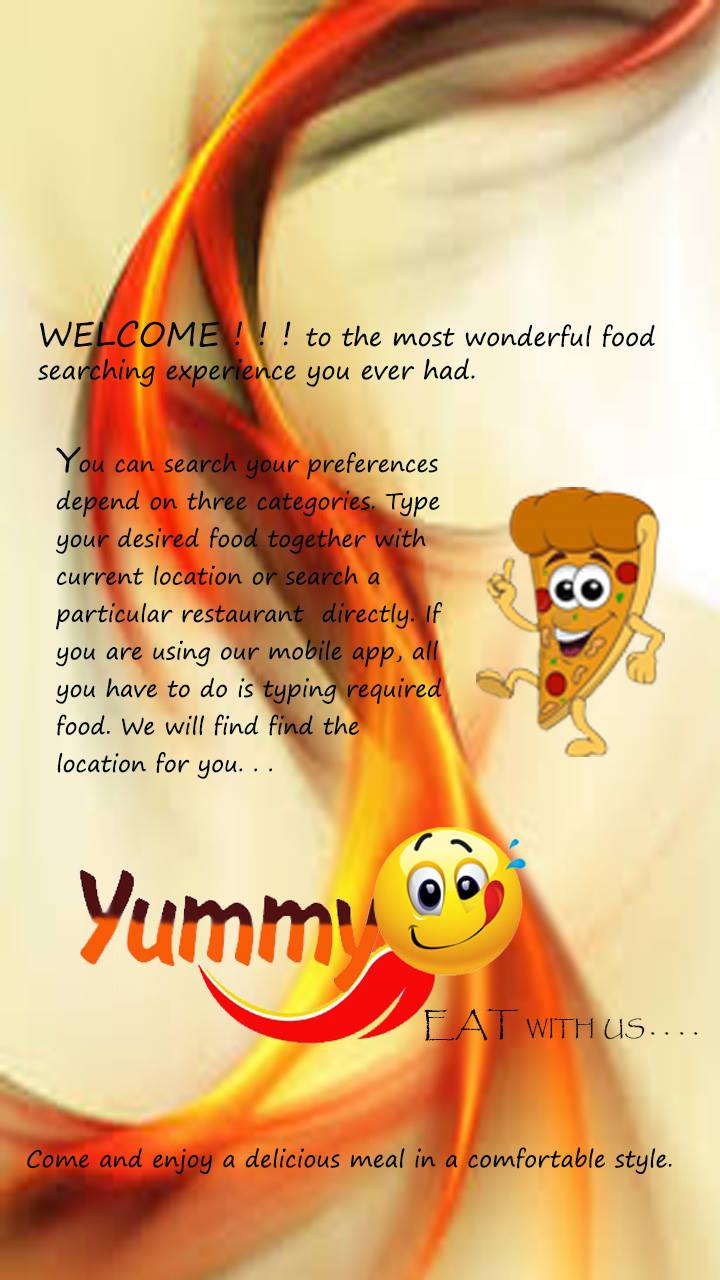 WELCOME ! ! ! to the most wonderful food
searching experience you ever had.
You can search your preferences
depend on three categories. Type
your desired food together with
current location or search a
particular restaurant directly. If
you are using our mobile app, all
you have to do is typing required
food. We will find find the
location for you. . .
Yummy
EAT WITH US . . . .
Come and enjoy a delicious meal in a comfortable style.